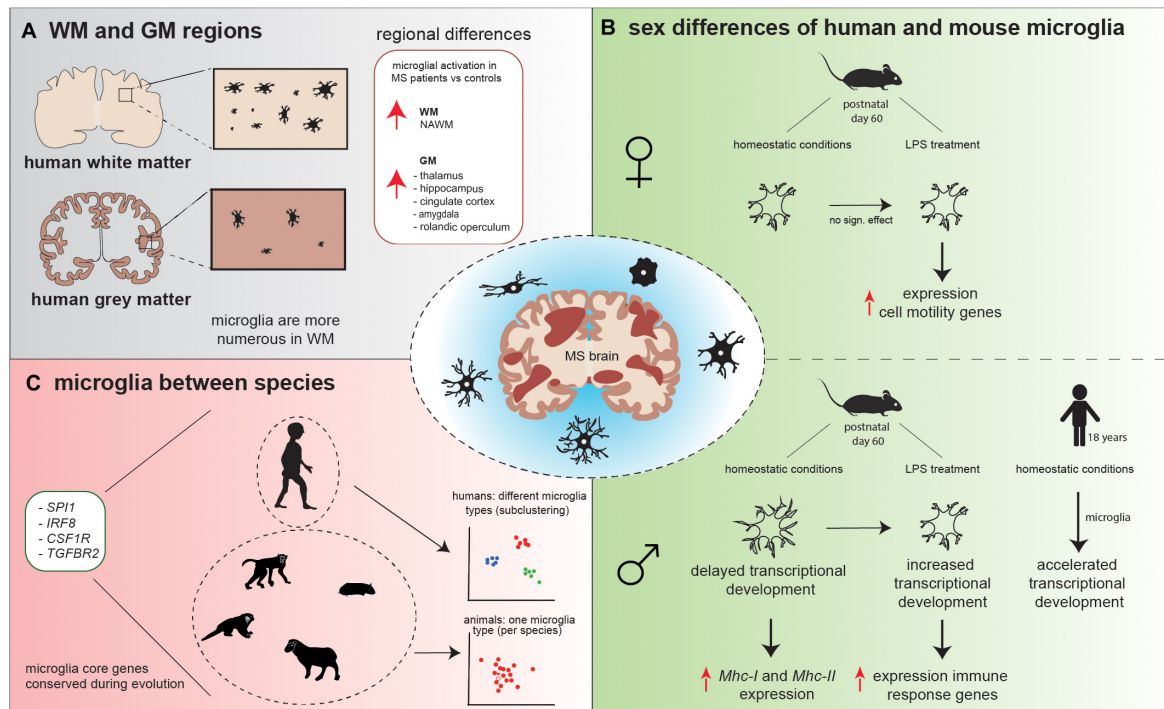 A WM and GM regions
human white matter
human grey matter
microglia are more
numerous in WM
regional differences
microglial activation in
MS patients vs controls
WM
NAWM
GM
- thalamus
- hippocampus
- cingulate cortex
- amygdala
- rolandic operculum
MS brain
B sex differences of human and mouse microglia
postnatal
day 60
homeostatic conditions
LPS treatment
♀
no sign. effect
expression
cell motility genes
postnatal
day 60
18 years
homeostatic conditions
LPS treatment
homeostatic conditions
microglia
♂
delayed transcriptional
development
increased
transcriptional
development
accelerated
transcriptional
development
Mhc-I and Mhc-II
expression
expression immune
response genes
C microglia between species
- SPI1
- IRF8
- CSF1R
- TGFBR2
microglia core genes
conserved during evolution
humans: different microglia
types (subclustering)
animals: one microglia
type (per species)